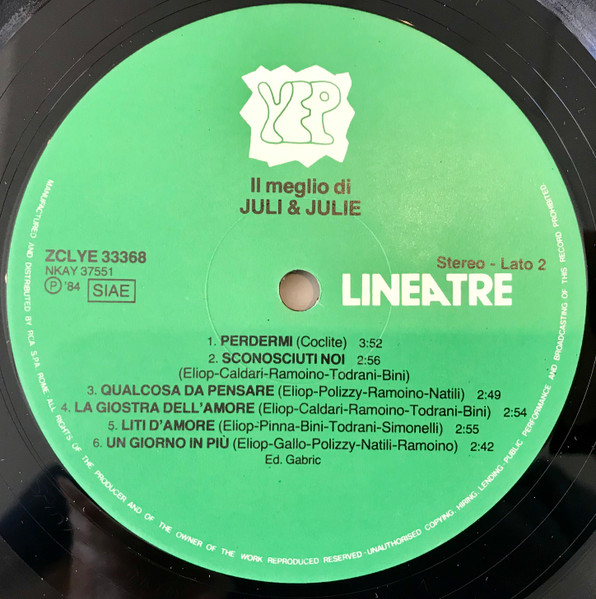 YEP
Il meglio di
JULI & JULIE
ZCLYE 33368
NKAY 37551
Ⓟ '84 SIAE
Stereo - Lato 2
LINEATRE
1. PERDERMI (Coclite) 3:52
2. SCONOSCIUTI NOI 2:56
(Eliop-Caldari-Ramoino-Todrani-Bini)
3. QUALCOSA DA PENSARE (Eliop-Polizzy-Ramoino-Natili) 2:49
4. LA GIOSTRA DELL'AMORE (Eliop-Caldari-Ramoino-Todrani-Bini) 2:54
5. LITI D'AMORE (Eliop-Pinna-Bini-Todrani-Simonelli) 2:55
6. UN GIORNO IN PIÙ (Eliop-Gallo-Polizzy-Natili-Ramoino) 2:42
Ed. Gabric
MANUFACTURED AND DISTRIBUTED BY RCA S.P.A. ROME ALL RIGHTS OF THE PRODUCER AND OF THE OWNER OF THE WORK REPRODUCED RESERVED - UNAUTHORISED COPYING. HIRING. LENDING. PUBLIC PERFORMANCE AND BROADCASTING OF THIS RECORD PROHIBITED